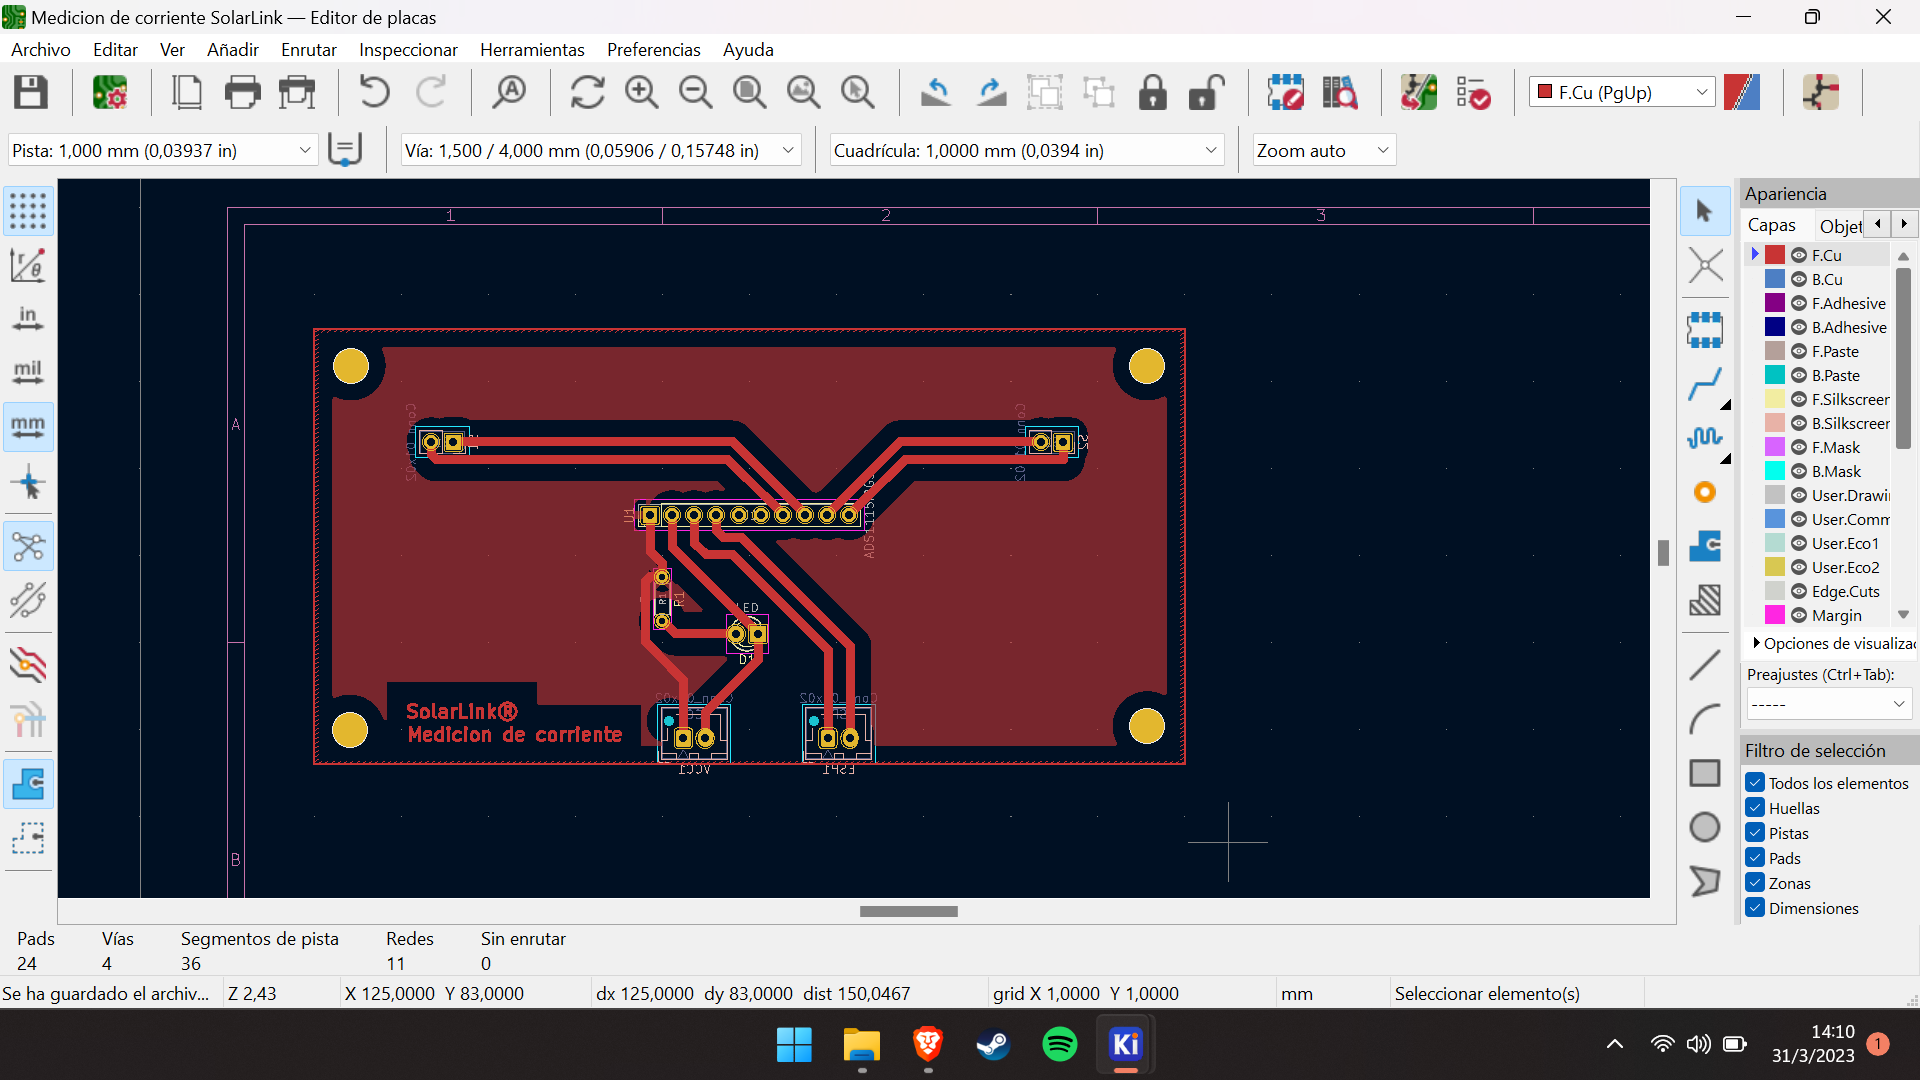 Medicion de corriente SolarLink — Editor de placas
Archivo Editar Ver Añadir Enrutar Inspeccionar Herramientas Preferencias Ayuda
F.Cu (PgUp)
Pista: 1,000 mm (0,03937 in)
Vía: 1,500 / 4,000 mm (0,05906 / 0,15748 in)
Cuadrícula: 1,0000 mm (0,0394 in)
Zoom auto
in
mil
mm
1 2 3
A
B
U1
R1
R1
LED
D1
SolarLink®
Medicion de corriente
VCC1
ESP1
Apariencia
Capas Objet
F.Cu
B.Cu
F.Adhesive
B.Adhesive
F.Paste
B.Paste
F.Silkscreer
B.Silkscreer
F.Mask
B.Mask
User.Drawi
User.Comm
User.Eco1
User.Eco2
Edge.Cuts
Margin
Opciones de visualiza
Preajustes (Ctrl+Tab):
-----
Filtro de selección
Todos los elementos
Huellas
Pistas
Pads
Zonas
Dimensiones
Pads Vías Segmentos de pista Redes Sin enrutar
24 4 36 11 0
Se ha guardado el archiv... Z 2,43 X 125,0000 Y 83,0000 dx 125,0000 dy 83,0000 dist 150,0467 grid X 1,0000 Y 1,0000 mm Seleccionar elemento(s)
Ki
14:10
31/3/2023
1